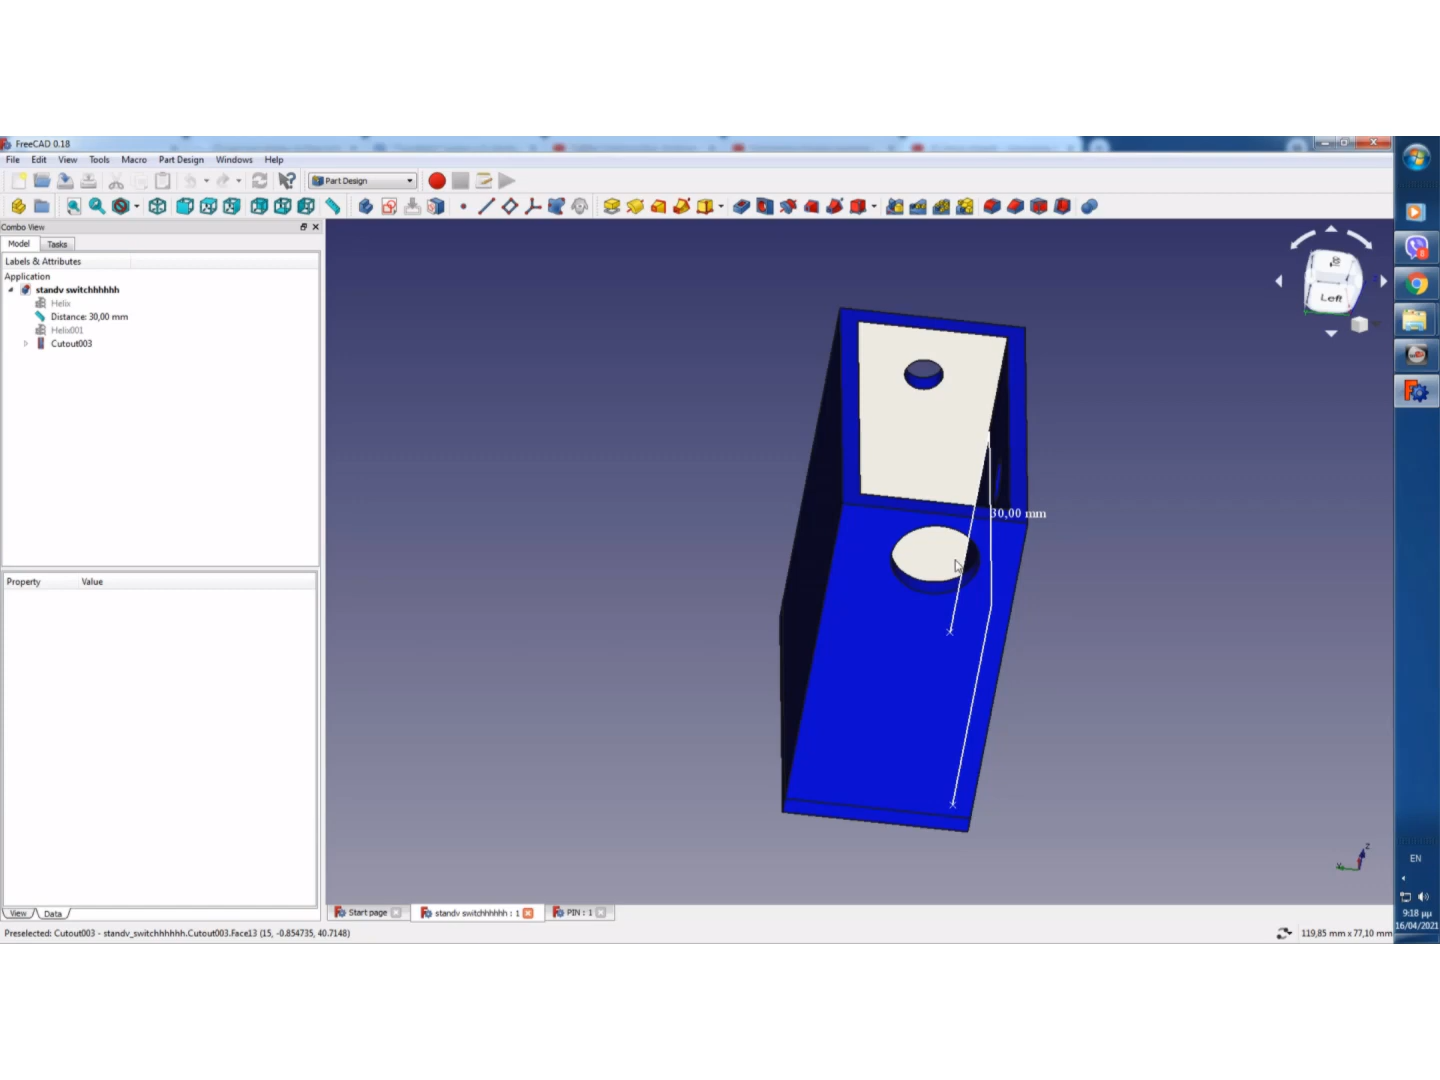 FreeCAD 0.18
File Edit View Tools Macro Part Design Windows Help
Part Design
Combo View
Model Tasks
Labels & Attributes
Application
standv switchhhhhh
Helix
Distance: 30,00 mm
Helix001
Cutout003
Property Value
View Data
30,00 mm
Left
Z
Start page
standv switchhhhhh : 1
PIN : 1
Preselected: Cutout003 - standv_switchhhhhh.Cutout003.Face13 (15, -0.854735, 40.7148)
119,85 mm x 77,10 mm
EN
9:18 μμ
16/04/2021